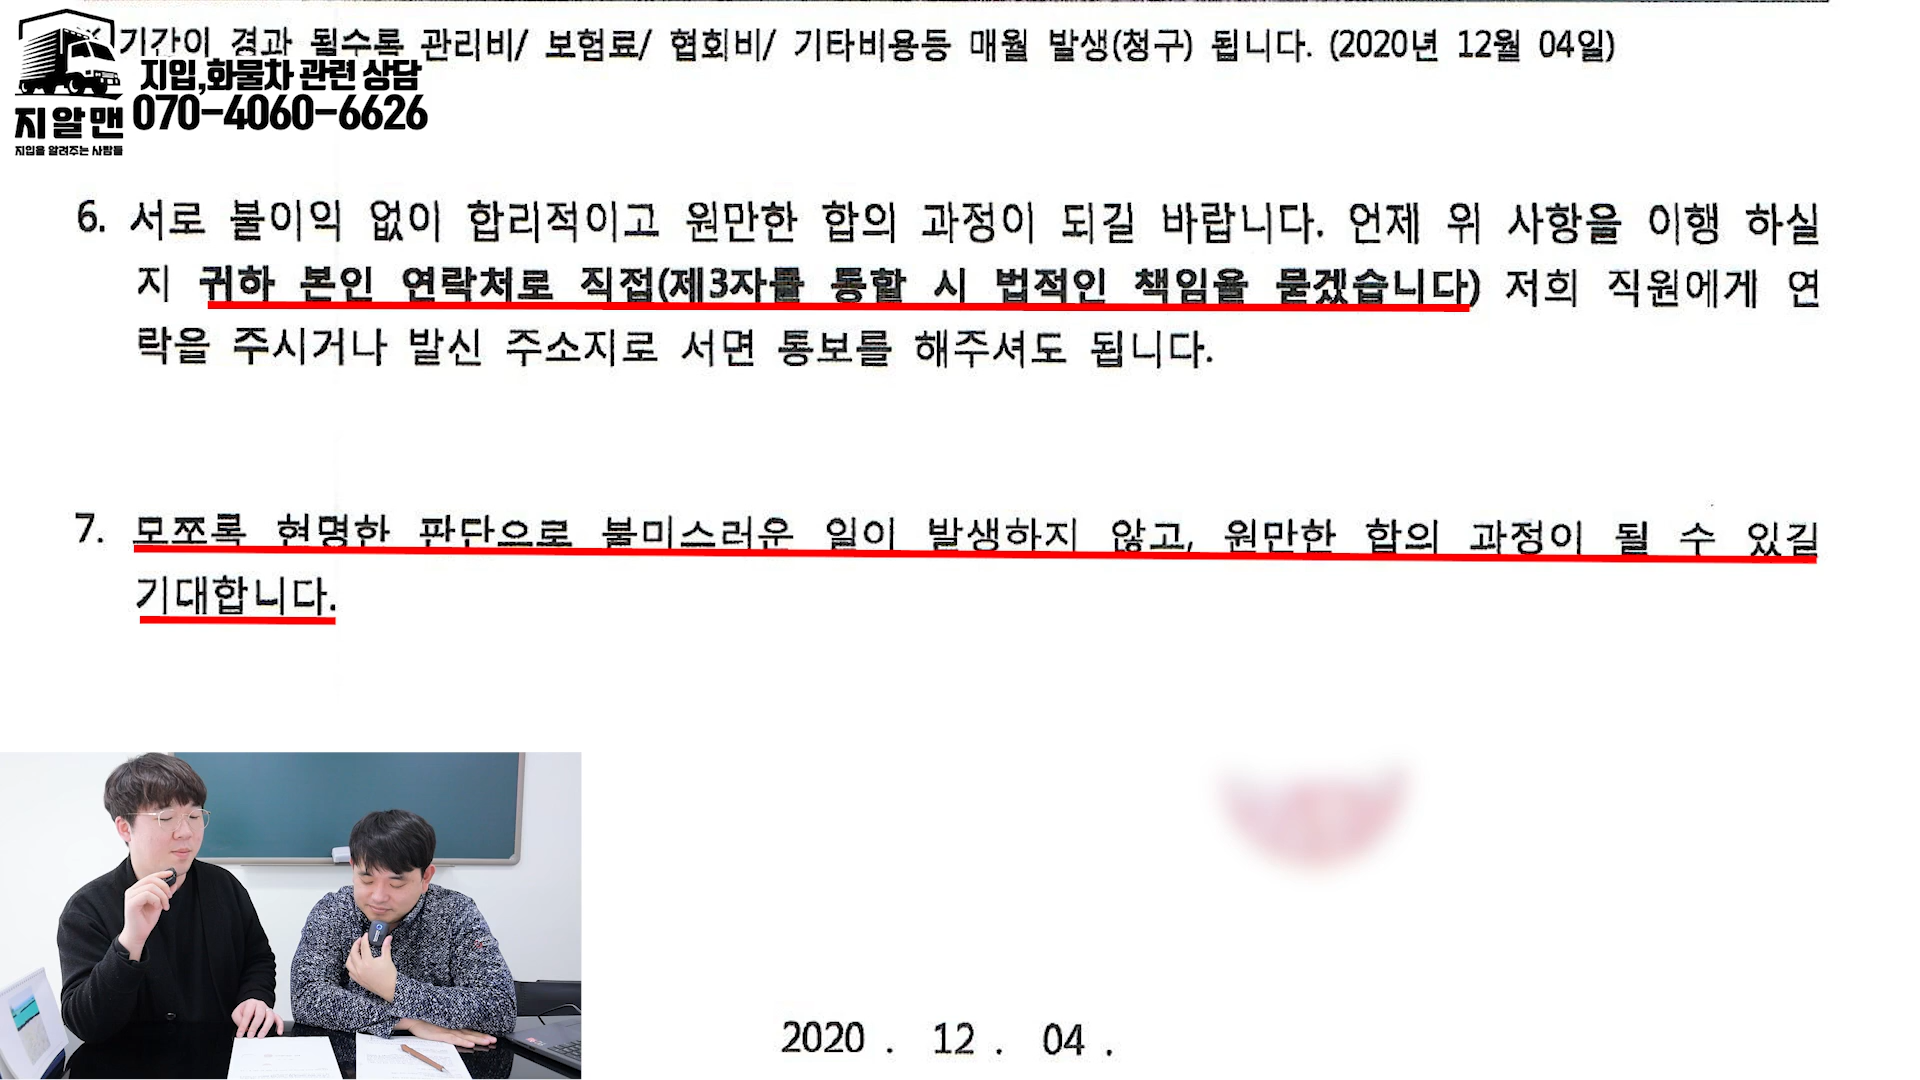 기간이 경과 될수록 관리비/ 보험료/ 협회비/ 기타비용등 매월 발생(청구) 됩니다. (2020년 12월 04일)
지입,화물차 관련 상담
070-4060-6626
지알맨
지입을 알려주는 사람들
6. 서로 불이익 없이 합리적이고 원만한 합의 과정이 되길 바랍니다. 언제 위 사항을 이행 하실
지 귀하 본인 연락처로 직접(제3자를 통할 시 법적인 책임을 묻겠습니다) 저희 직원에게 연
락을 주시거나 발신 주소지로 서면 통보를 해주셔도 됩니다.
7. 모쪼록 현명한 판단으로 불미스러운 일이 발생하지 않고, 원만한 합의 과정이 될 수 있길
기대합니다.
2020 . 12 . 04 .